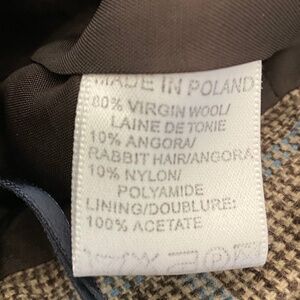 MADE IN POLAND
80% VIRGIN WOOL/
LAINE DE TONIE
10% ANGORA/
RABBIT HAIR/ANGORA
10% NYLON/
POLYAMIDE
LINING/DOUBLURE:
100% ACETATE
P